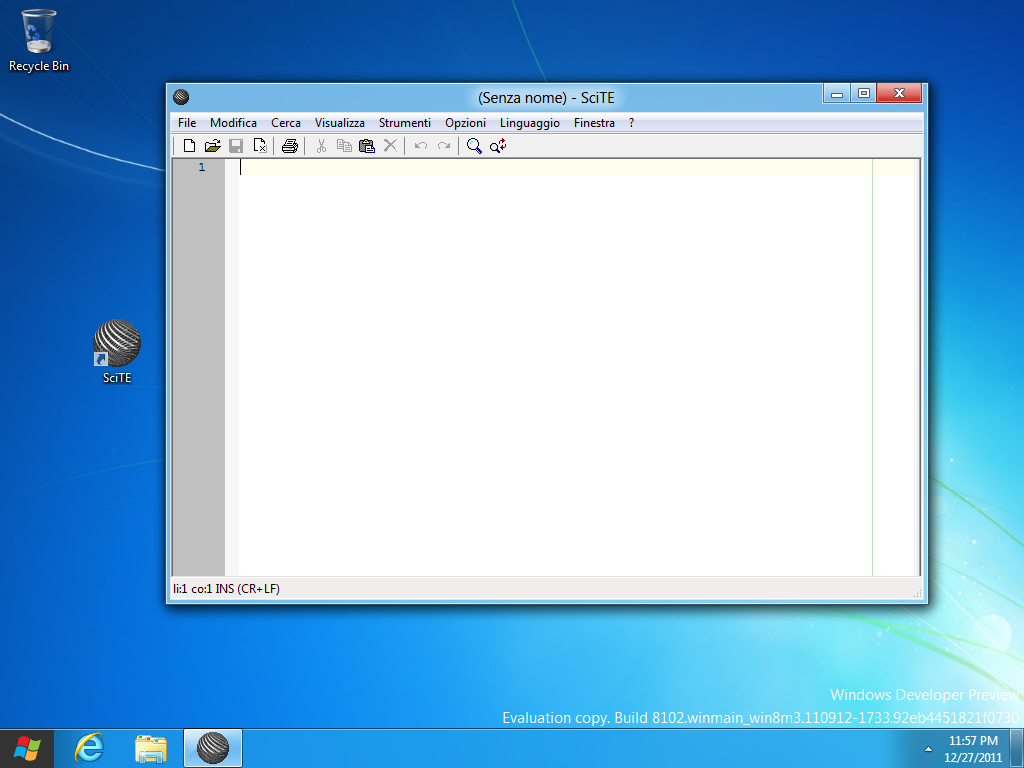 Recycle Bin
(Senza nome) - SciTE
File Modifica Cerca Visualizza Strumenti Opzioni Linguaggio Finestra ?
1
SciTE
li:1 co:1 INS (CR+LF)
Windows Developer Preview
Evaluation copy. Build 8102.winmain_win8m3.110912-1733.92eb4451821f0730
11:57 PM
12/27/2011